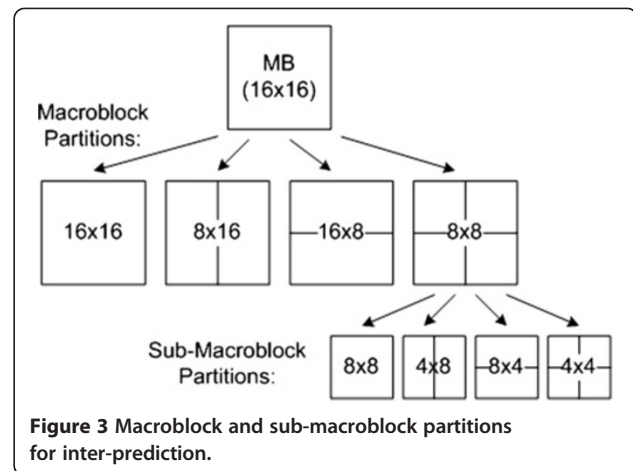 MB
(16x16)
Macroblock
Partitions:
16x16
8x16
16x8
8x8
Sub-Macroblock
Partitions:
8x8
4x8
8x4
4x4
Figure 3 Macroblock and sub-macroblock partitions
for inter-prediction.